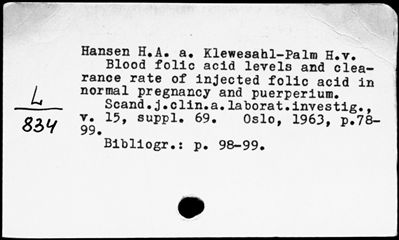 Hansen H.A. a. Klewesahl-Palm H.v.
Blood folic acid levels and clea-
rance rate of injected folic acid in
normal pregnancy and puerperium.
Scand.j.clin.a.laborat.investig.,
v. 15, suppl. 69. Oslo, 1963, p.78-
99.
Bibliogr.: p. 98-99.
L
834